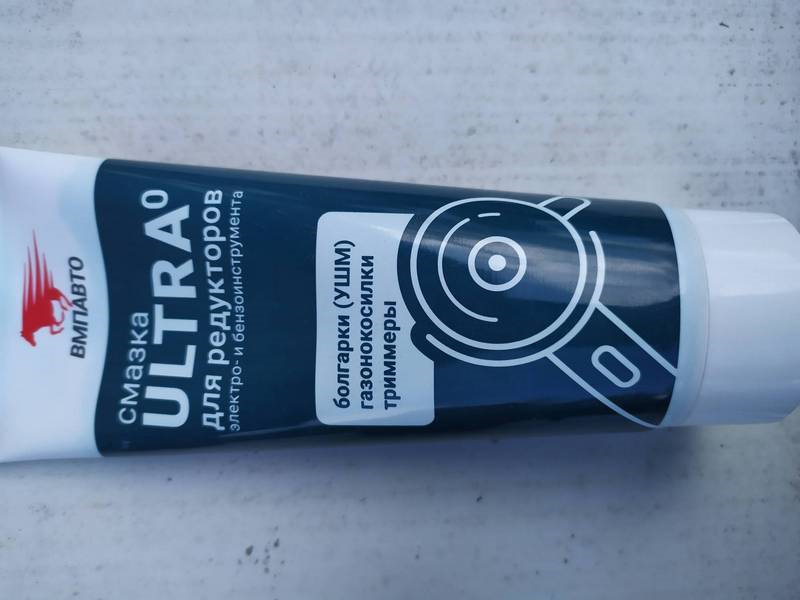 ВМПАВТО
смазка
ULTRA⁰
для редукторов
электро- и бензоинструмента
болгарки (УШМ)
газонокосилки
триммеры